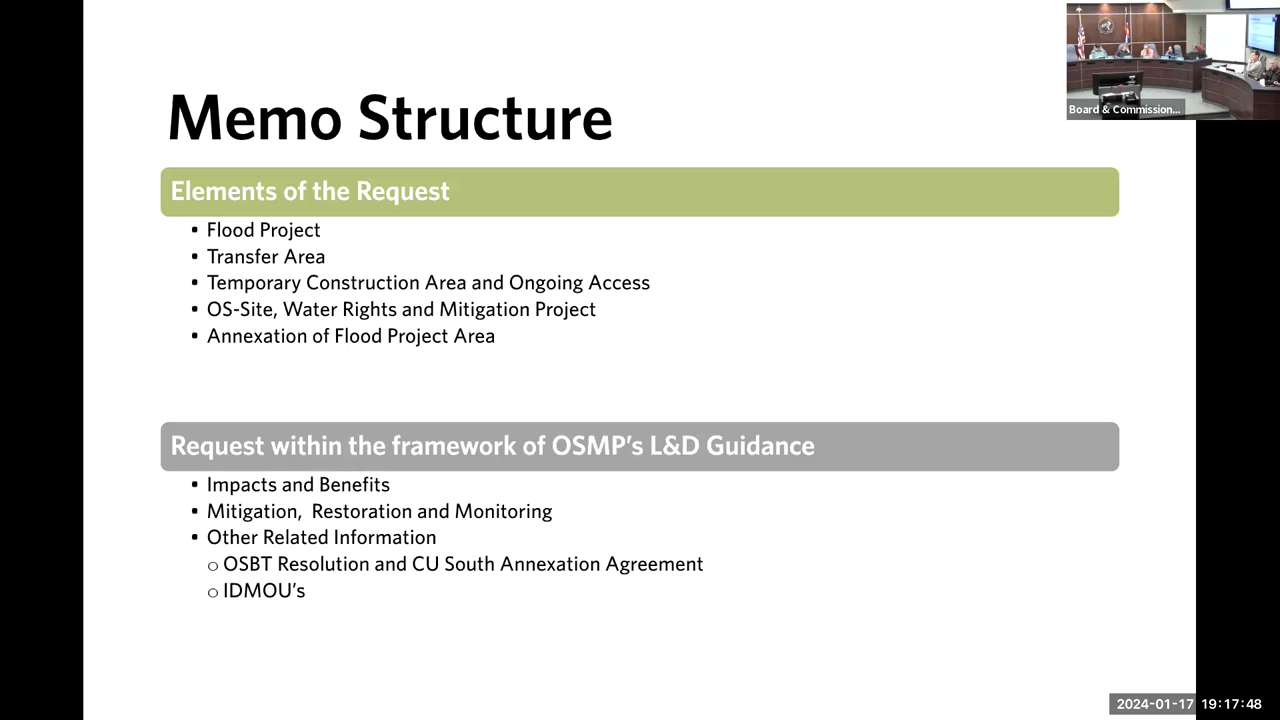 Board & Commission...
Memo Structure
Elements of the Request
▪ Flood Project
▪ Transfer Area
▪ Temporary Construction Area and Ongoing Access
▪ OS-Site, Water Rights and Mitigation Project
▪ Annexation of Flood Project Area
Request within the framework of OSMP’s L&D Guidance
▪ Impacts and Benefits
▪ Mitigation,  Restoration and Monitoring
▪ Other Related Information
o OSBT Resolution and CU South Annexation Agreement
o IDMOU’s
2024-01-17 19:17:48